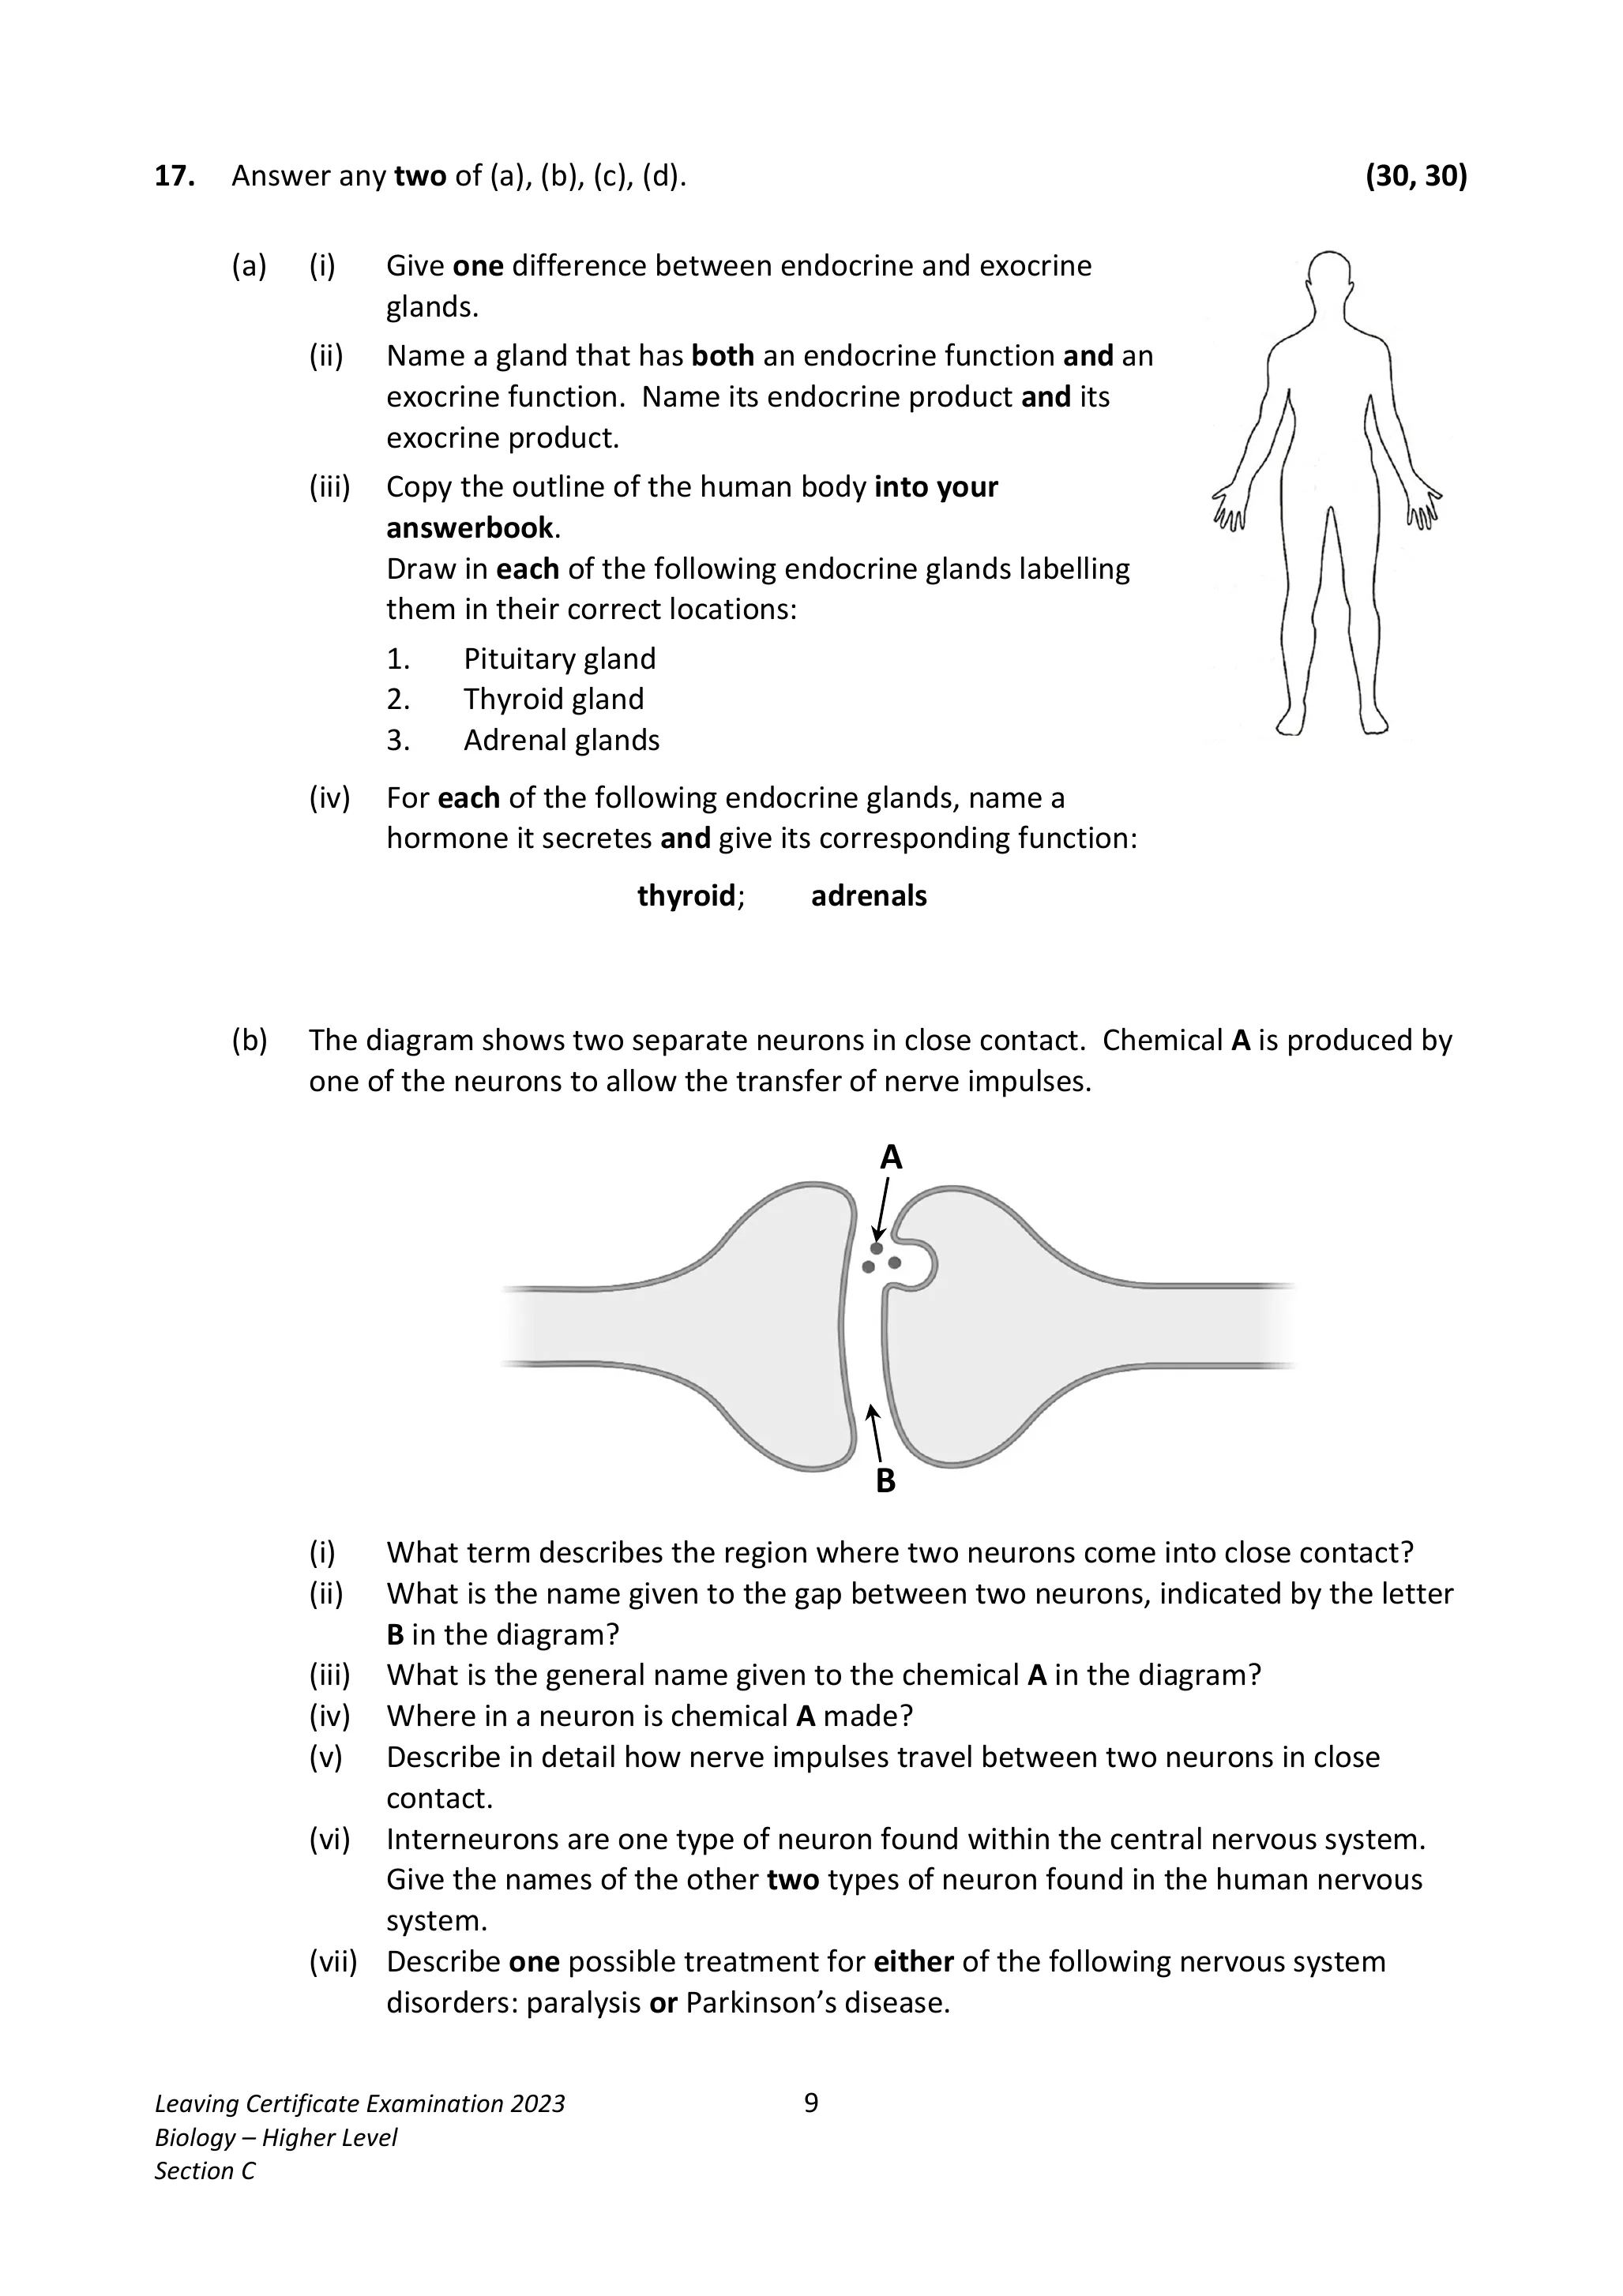 17. Answer any two of (a), (b), (c), (d). (30, 30)
(a) (i) Give one difference between endocrine and exocrine
glands.
(ii) Name a gland that has both an endocrine function and an
exocrine function. Name its endocrine product and its
exocrine product.
(iii) Copy the outline of the human body into your
answerbook.
Draw in each of the following endocrine glands labelling
them in their correct locations:
1. Pituitary gland
2. Thyroid gland
3. Adrenal glands
(iv) For each of the following endocrine glands, name a
hormone it secretes and give its corresponding function:
thyroid; adrenals
(b) The diagram shows two separate neurons in close contact. Chemical A is produced by
one of the neurons to allow the transfer of nerve impulses.
A
B
(i) What term describes the region where two neurons come into close contact?
(ii) What is the name given to the gap between two neurons, indicated by the letter
B in the diagram?
(iii) What is the general name given to the chemical A in the diagram?
(iv) Where in a neuron is chemical A made?
(v) Describe in detail how nerve impulses travel between two neurons in close
contact.
(vi) Interneurons are one type of neuron found within the central nervous system.
Give the names of the other two types of neuron found in the human nervous
system.
(vii) Describe one possible treatment for either of the following nervous system
disorders: paralysis or Parkinson’s disease.
Leaving Certificate Examination 2023 9
Biology – Higher Level
Section C